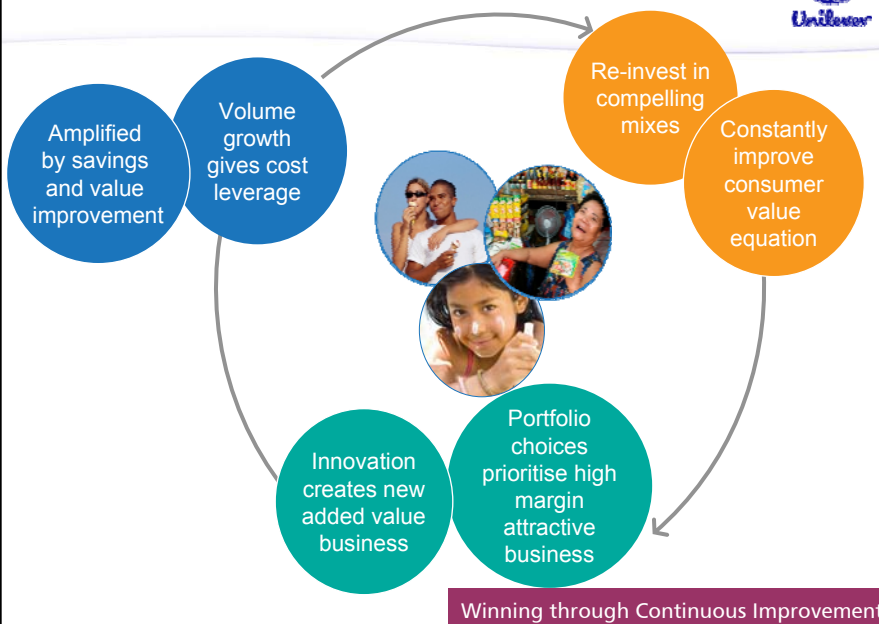 Unilever
Amplified
by savings
and value
improvement
Volume
growth
gives cost
leverage
Re-invest in
compelling
mixes
Constantly
improve
consumer
value
equation
Innovation
creates new
added value
business
Portfolio
choices
prioritise high
margin
attractive
business
Winning through Continuous Improvement